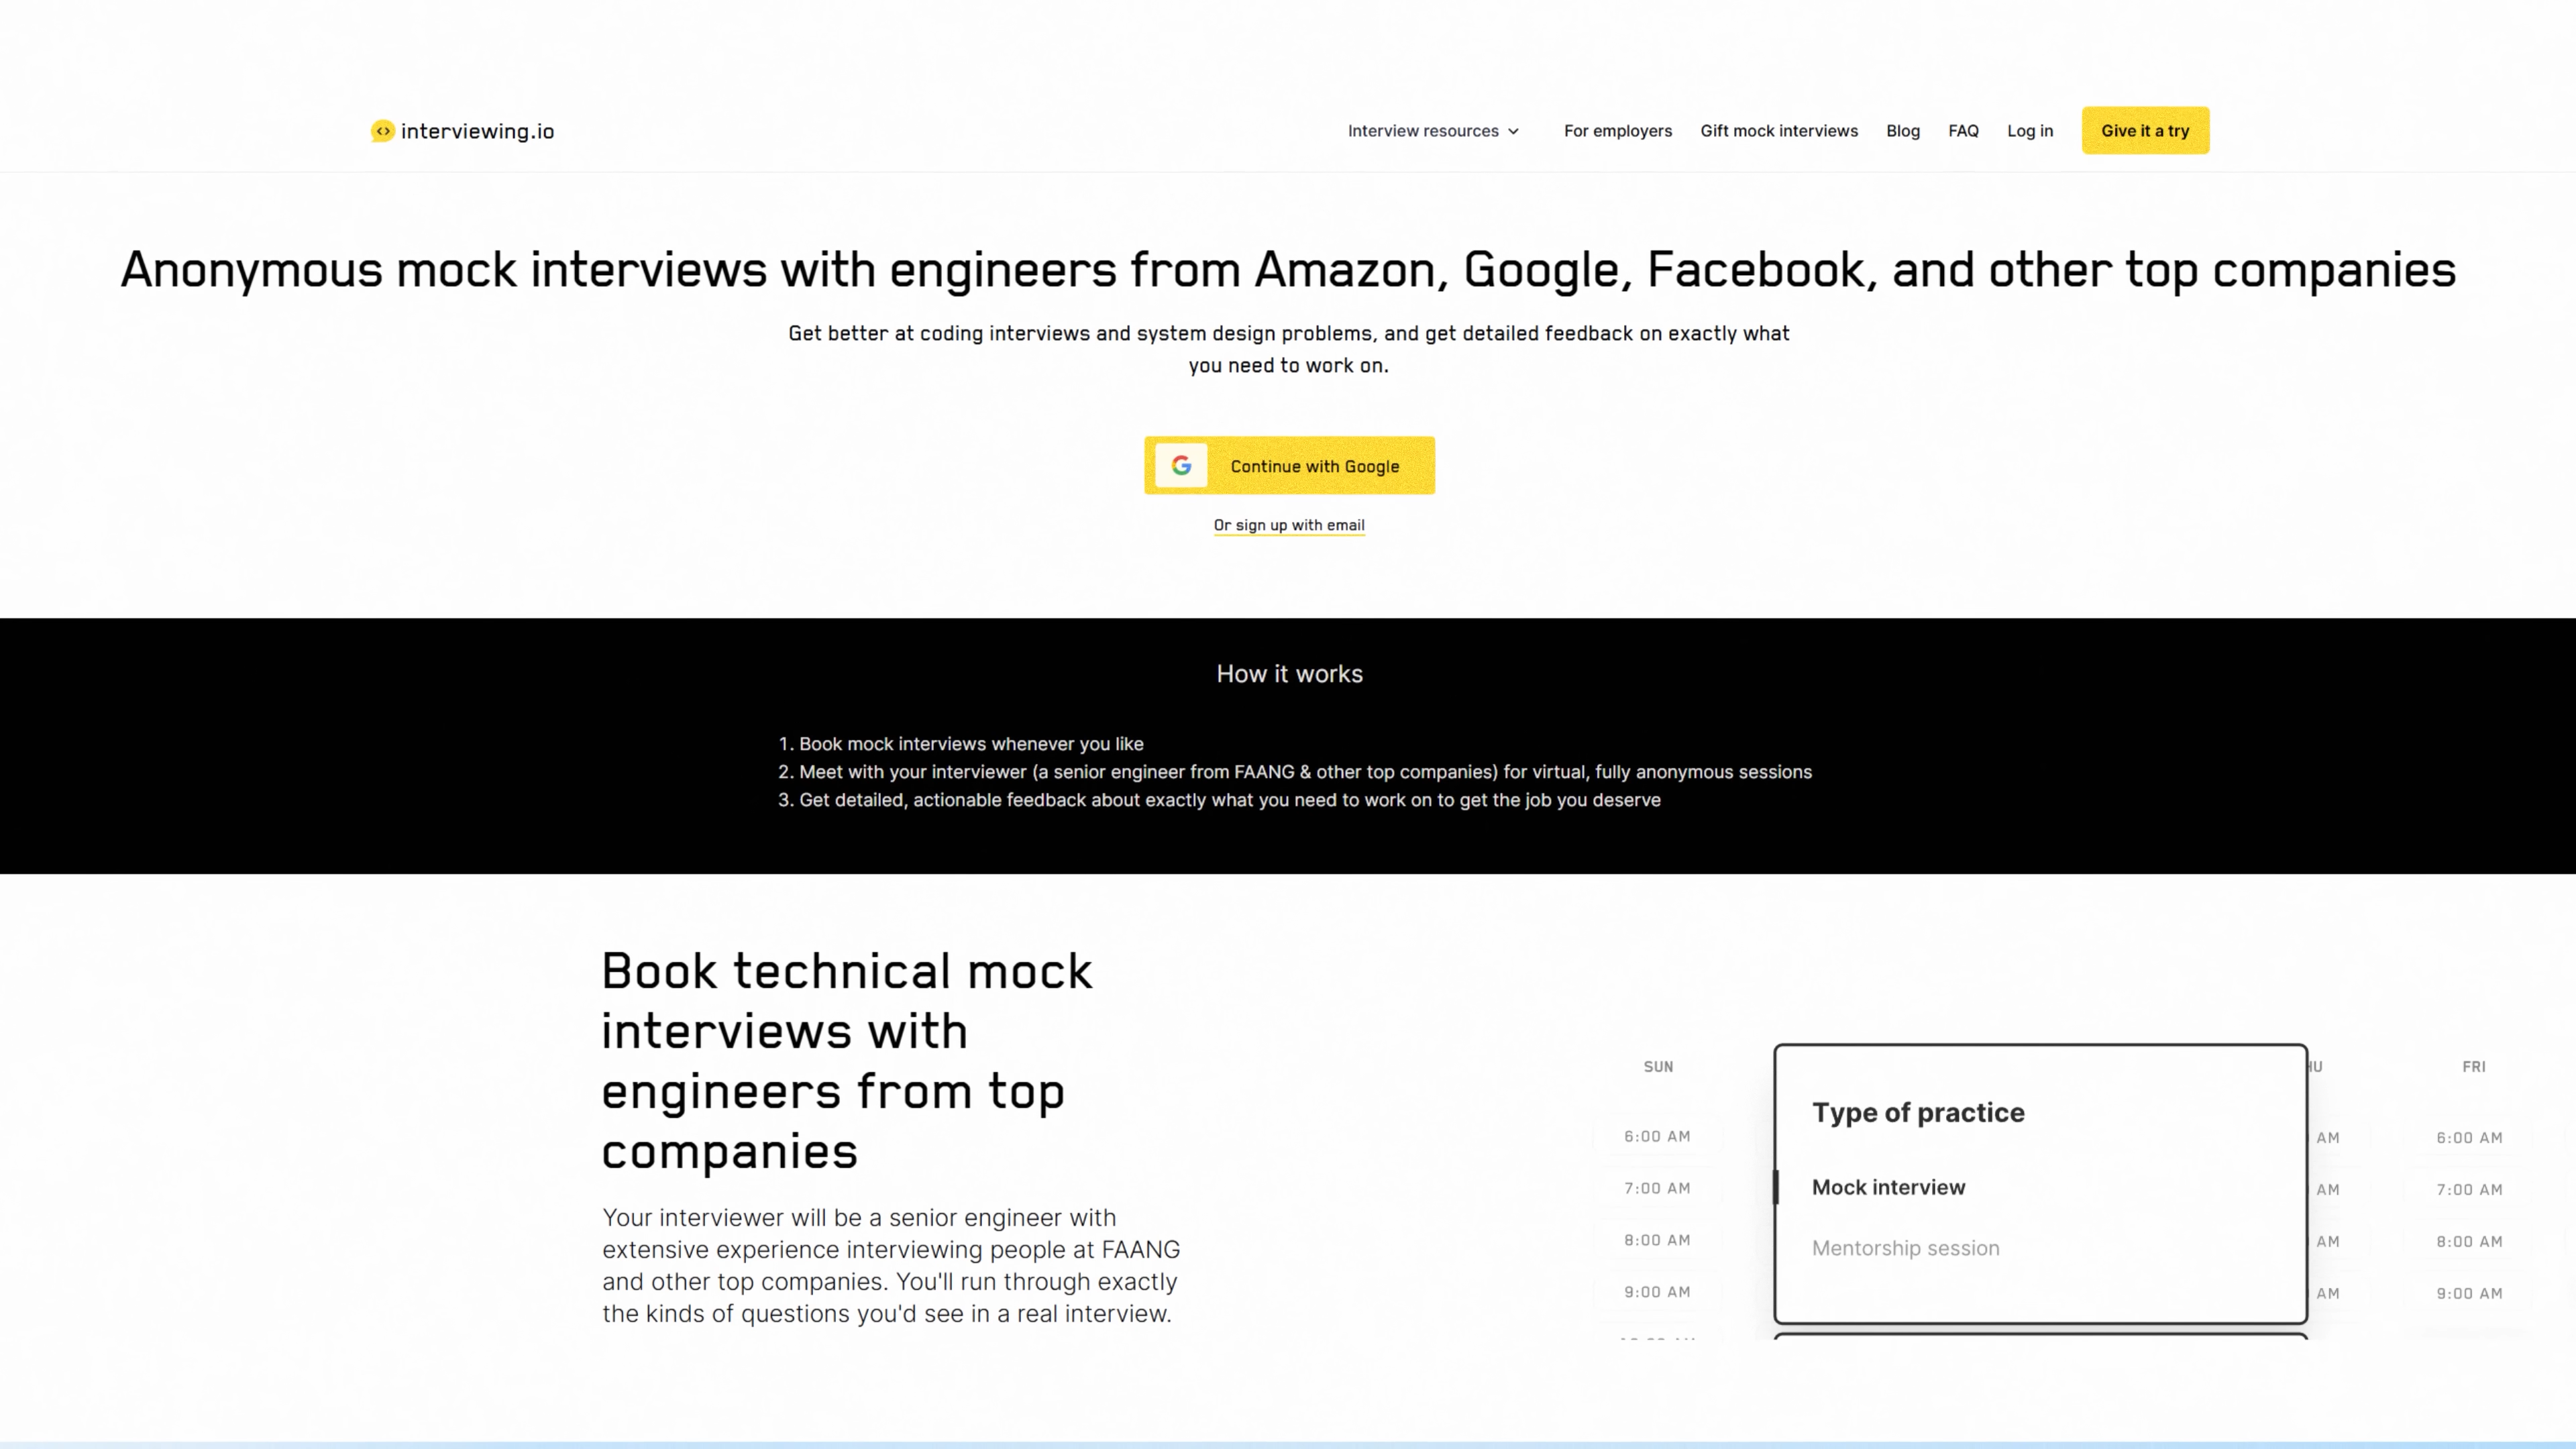 interviewing.io
Interview resources
For employers
Gift mock interviews
Blog
FAQ
Log in
Give it a try
Anonymous mock interviews with engineers from Amazon, Google, Facebook, and other top companies
Get better at coding interviews and system design problems, and get detailed feedback on exactly what
you need to work on.
Continue with Google
Or sign up with email
How it works
1. Book mock interviews whenever you like
2. Meet with your interviewer (a senior engineer from FAANG & other top companies) for virtual, fully anonymous sessions
3. Get detailed, actionable feedback about exactly what you need to work on to get the job you deserve
Book technical mock
interviews with
engineers from top
companies
Your interviewer will be a senior engineer with
extensive experience interviewing people at FAANG
and other top companies. You'll run through exactly
the kinds of questions you'd see in a real interview.
SUN
6:00 AM
7:00 AM
8:00 AM
9:00 AM
Type of practice
Mock interview
Mentorship session
AM
AM
AM
AM
FRI
6:00 AM
7:00 AM
8:00 AM
9:00 AM